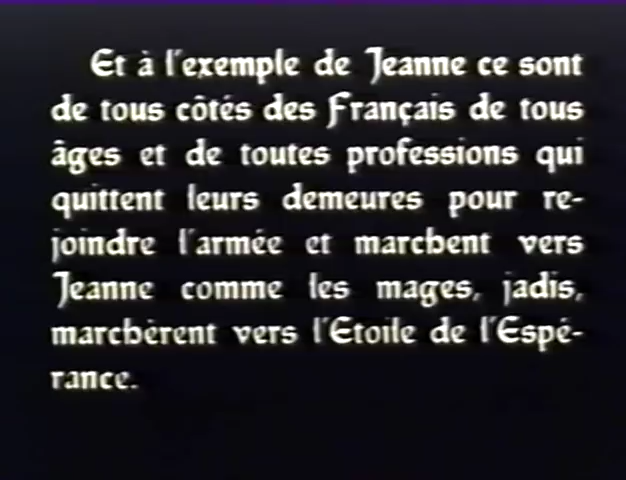 Et à l'exemple de Jeanne ce sont
de tous côtés des Français de tous
âges et de toutes professions qui
quittent leurs demeures pour re-
joindre l'armée et marchent vers
Jeanne comme les mages, jadis,
marchèrent vers l'Etoile de l'Espé-
rance.